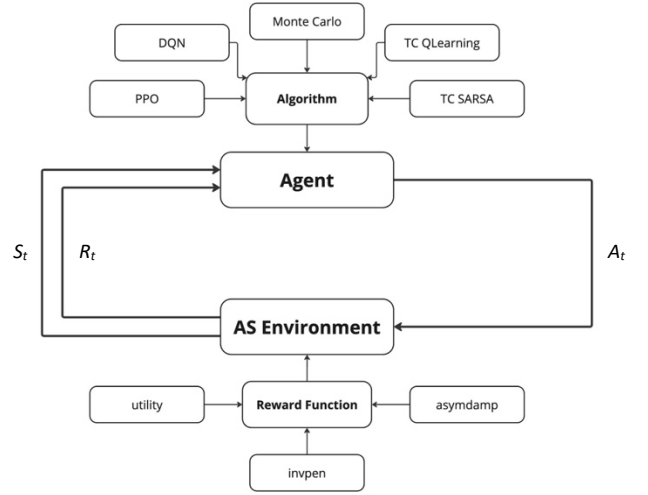 Monte Carlo
DQN
TC QLearning
PPO
Algorithm
TC SARSA
Agent
St
Rt
At
AS Environment
utility
Reward Function
asymdamp
invpen